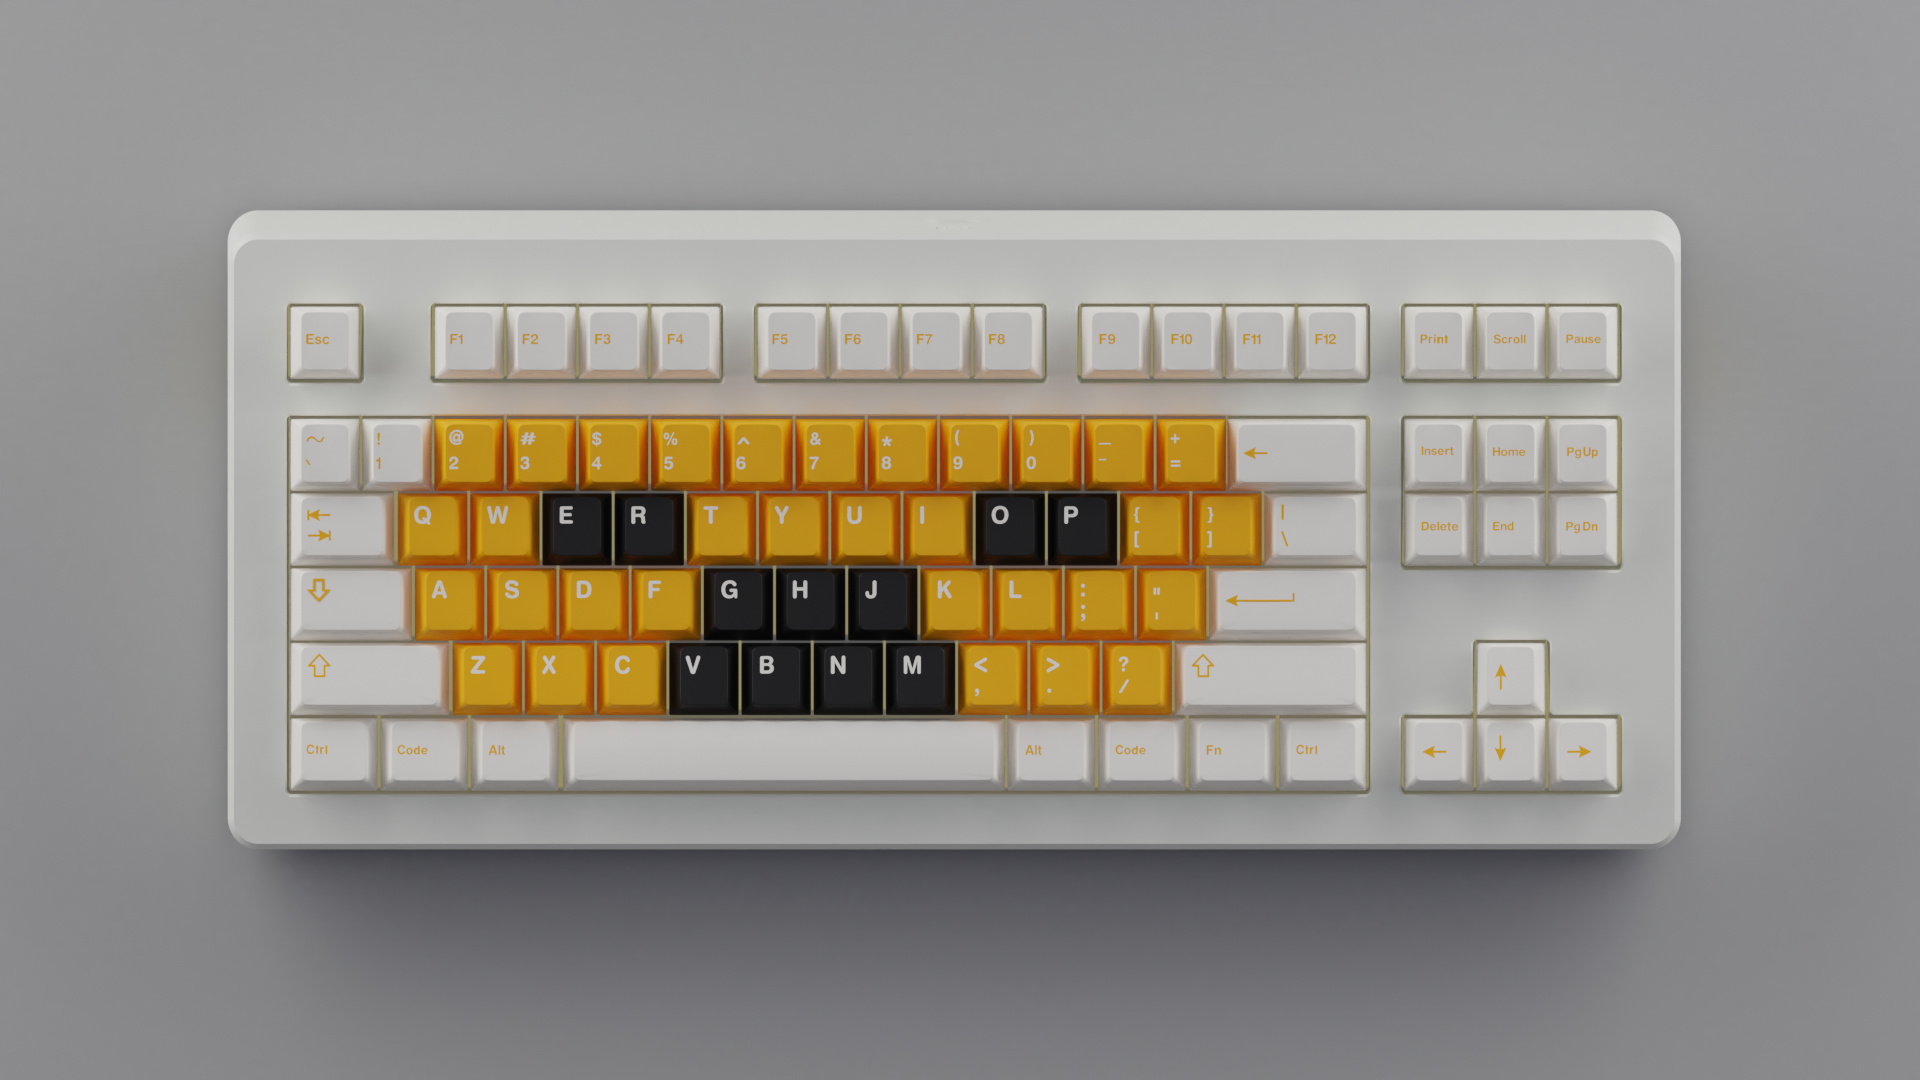 Esc F1 F2 F3 F4 F5 F6 F7 F8 F9 F10 F11 F12 Print Scroll Pause
~ ! @ # $ % ^ & * ( ) _ +
` 1 2 3 4 5 6 7 8 9 0 - = ← Insert Home PgUp
Q W E R T Y U I O P { } |
[ ] \ Delete End PgDn
A S D F G H J K L : "
; '
Z X C V B N M < > ?
, . /
Ctrl Code Alt Alt Code Fn Ctrl ← ↓ →